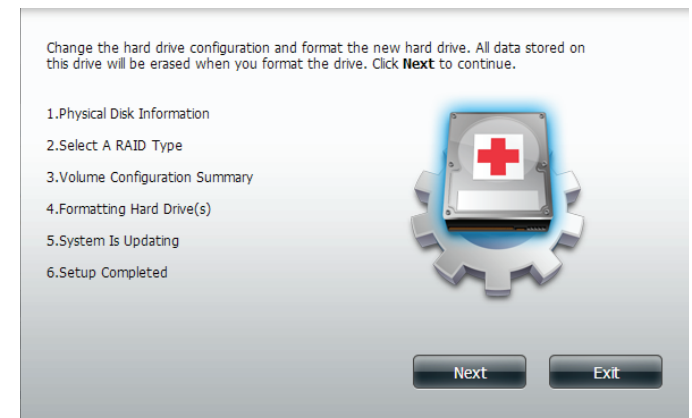 Change the hard drive configuration and format the new hard drive. All data stored on
this drive will be erased when you format the drive. Click Next to continue.
1.Physical Disk Information
2.Select A RAID Type
3.Volume Configuration Summary
4.Formatting Hard Drive(s)
5.System Is Updating
6.Setup Completed
Next
Exit